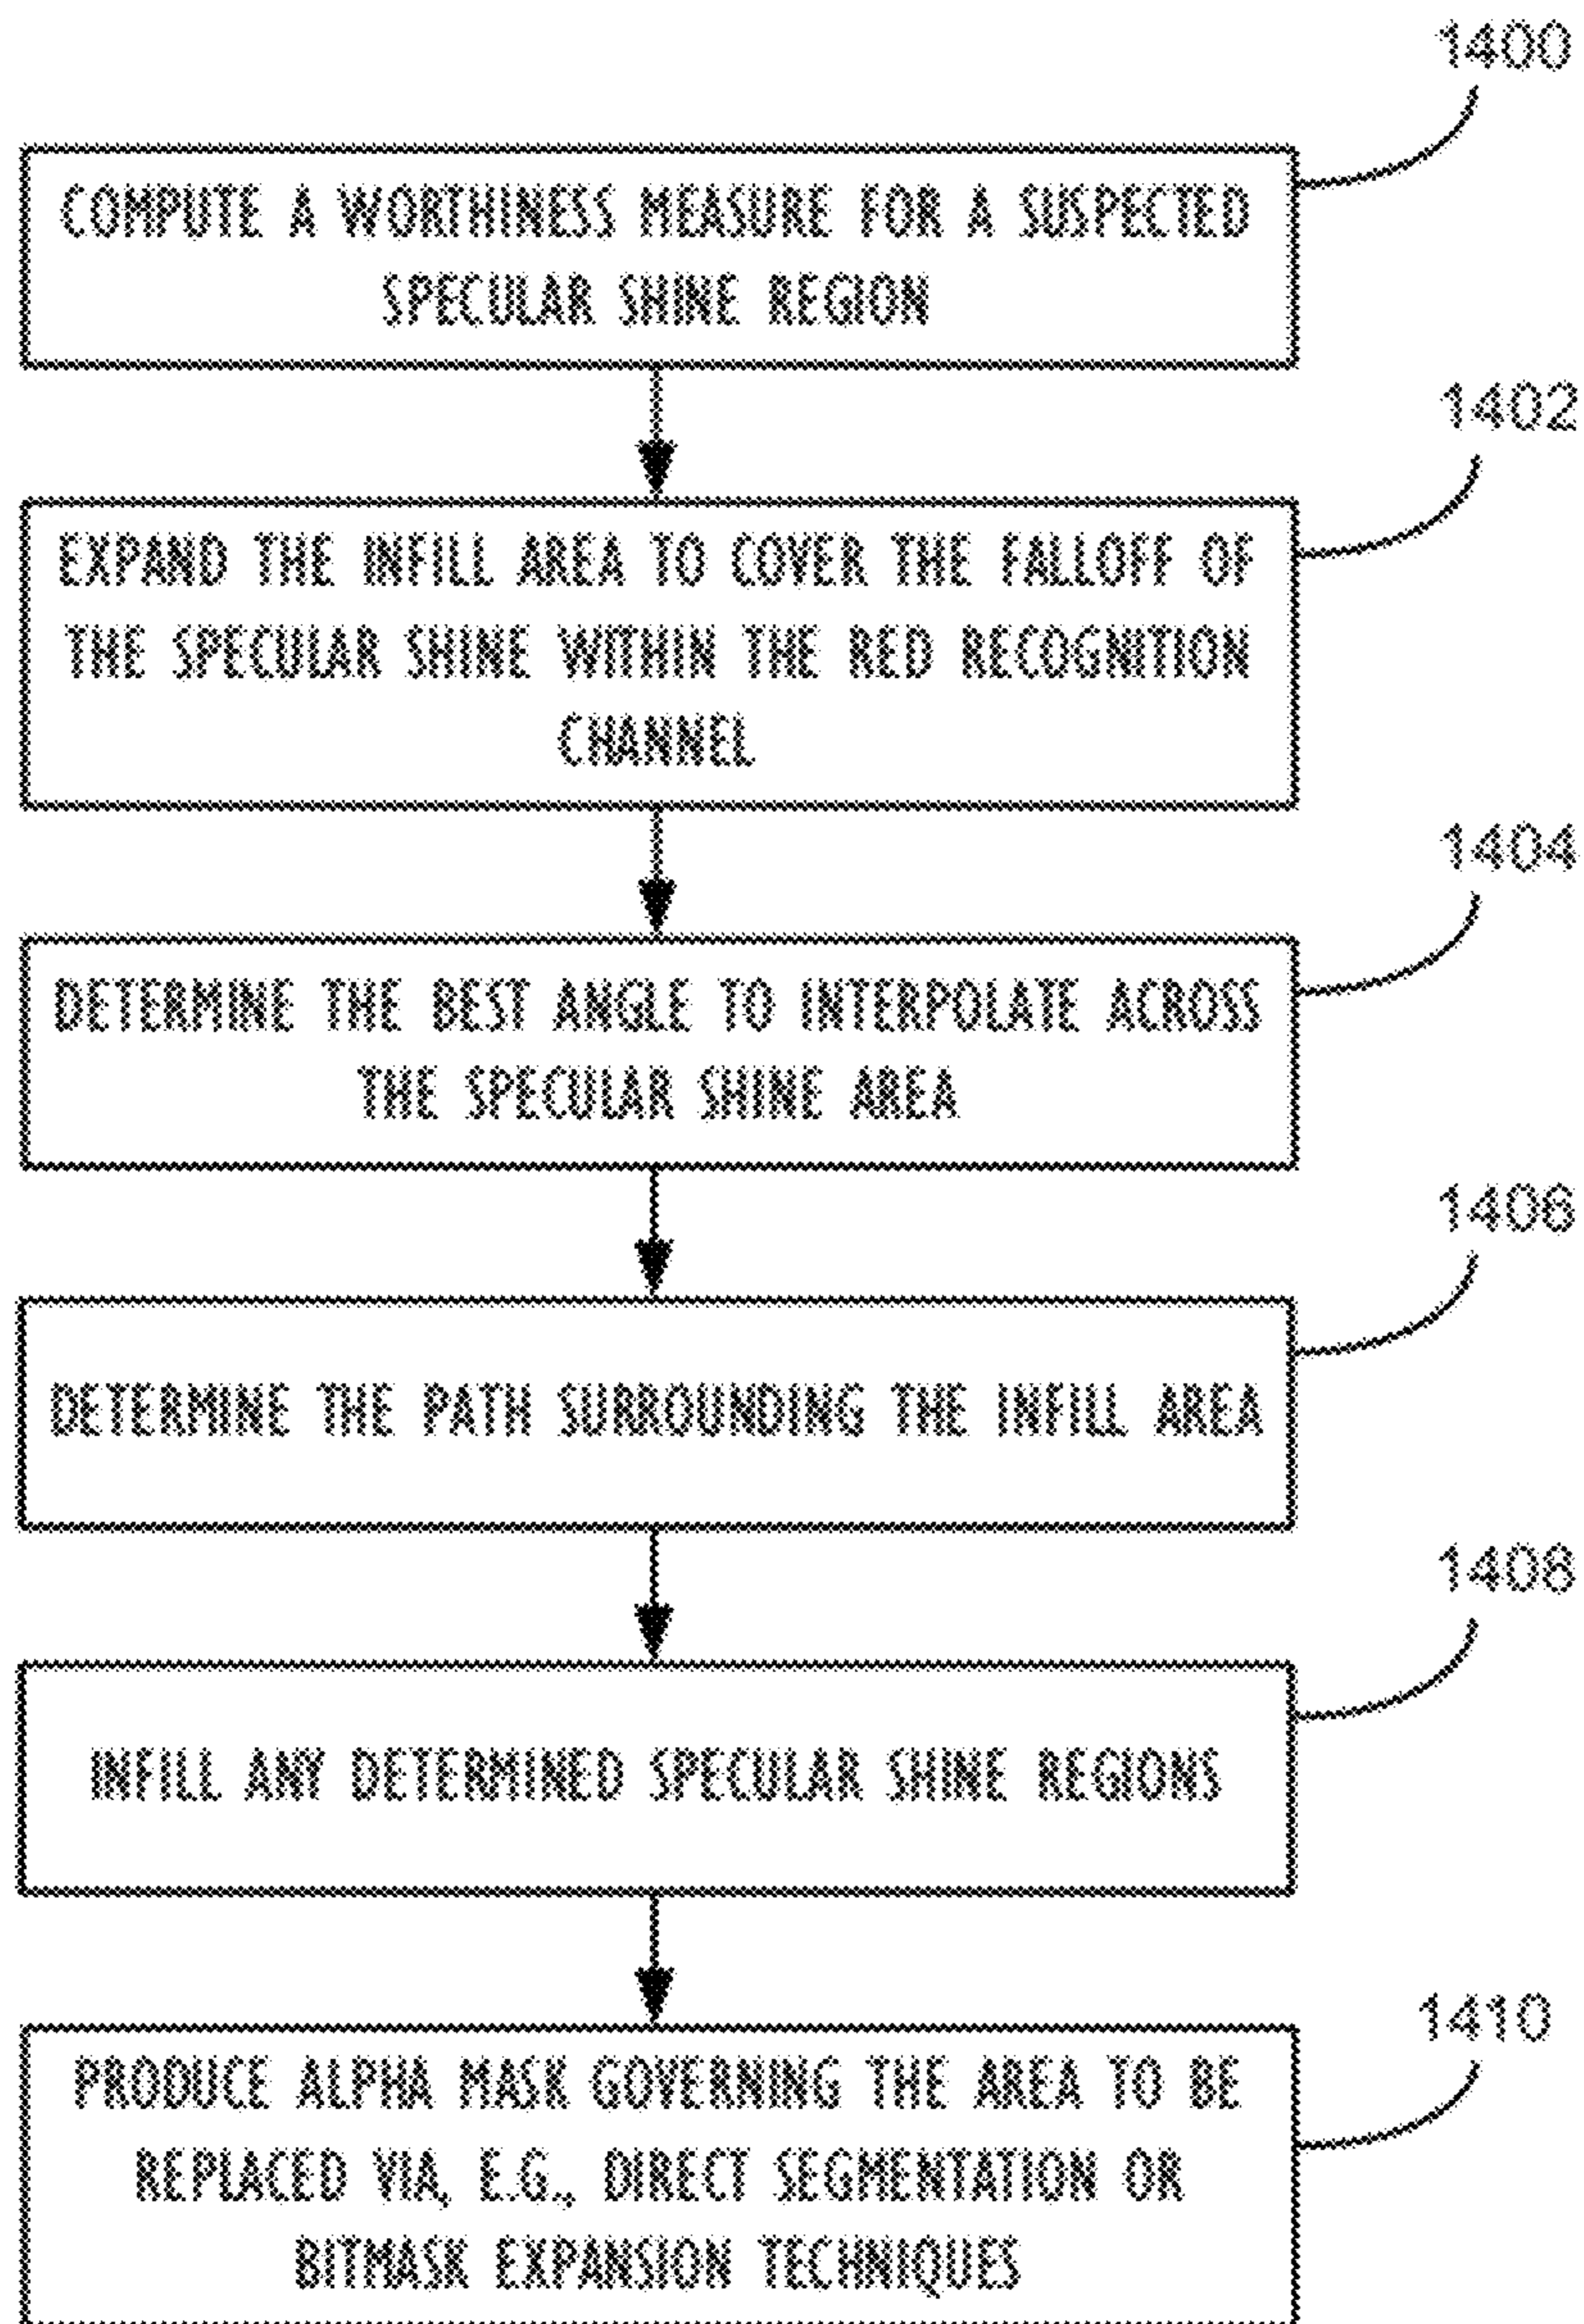 1400
COMPUTE A WORTHINESS MEASURE FOR A SUSPECTED
SPECULAR SHINE REGION
1402
EXPAND THE INFILL AREA TO COVER THE FALLOFF OF
THE SPECULAR SHINE WITHIN THE RED RECOGNITION
CHANNEL
1404
DETERMINE THE BEST ANGLE TO INTERPOLATE ACROSS
THE SPECULAR SHINE AREA
1406
DETERMINE THE PATH SURROUNDING THE INFILL AREA
1408
INFILL ANY DETERMINED SPECULAR SHINE REGIONS
1410
PRODUCE ALPHA MASK GOVERNING THE AREA TO BE
REPLACED VIA, E.G., DIRECT SEGMENTATION OR
BITMASK EXPANSION TECHNIQUES